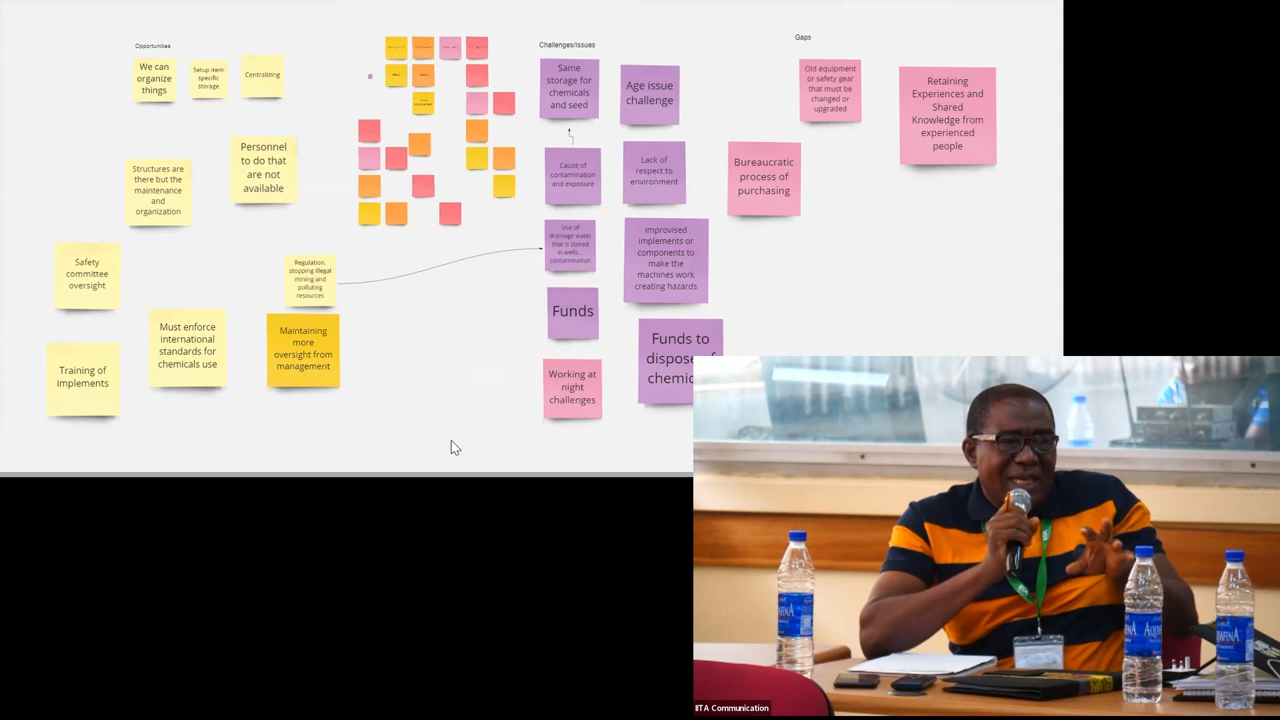 Opportunities
We can
organize
things
Setup item
specific
storage
Centralizing
Structures are
there but the
maintenance
and
organization
Personnel
to do that
are not
available
Safety
committee
oversight
Regulation,
stopping illegal
mining and
polluting
resources
Training of
implements
Must enforce
international
standards for
chemicals use
Maintaining
more
oversight from
management
Challenges/Issues
Same
storage for
chemicals
and seed
Age issue
challenge
Cause of
contamination
and exposure
Lack of
respect to
environment
Use of
drainage water
that is stored
in wells...
contamination
Improvised
implements or
components to
make the
machines work
creating hazards
Funds
Funds to
dispose of
Working at
night
challenges
Gaps
Old equipment
or safety gear
that must be
changed or
upgraded
Retaining
Experiences and
Shared
Knowledge from
experienced
people
Bureaucratic
process of
purchasing
IITA Communication